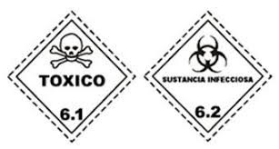 TOXICO
6.1
SUSTANCIA INFECCIOSA
6.2